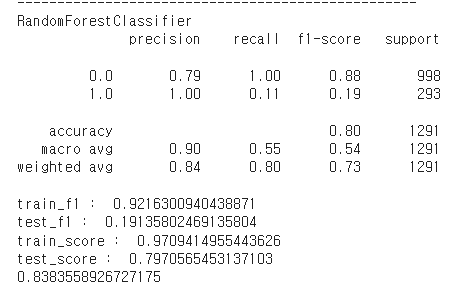 ------------------------------------------------
RandomForestClassifier
precision recall f1-score support
0.0 0.79 1.00 0.88 998
1.0 1.00 0.11 0.19 293
accuracy 0.80 1291
macro avg 0.90 0.55 0.54 1291
weighted avg 0.84 0.80 0.73 1291
train_f1 : 0.9216300940438871
test_f1 : 0.19135802469135804
train_score : 0.9709414955443626
test_score : 0.7970565453137103
0.8383558926727175